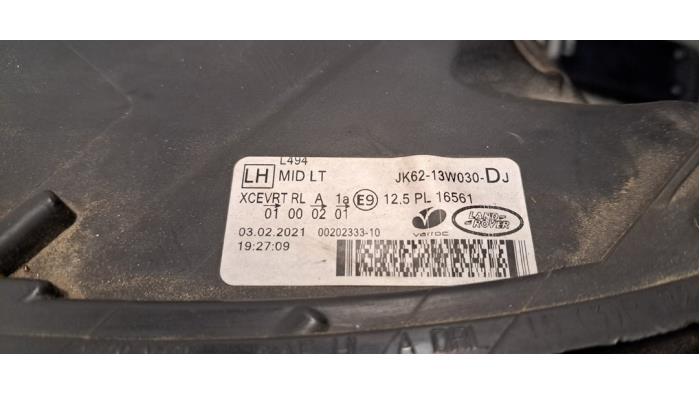 L494
LH MID LT JK62-13W030-DJ
XCEVRT RL A 1a E9 12.5 PL 16561
01 00 02 01
03.02.2021 00202333-10 varroc LAND ROVER
19:27:09